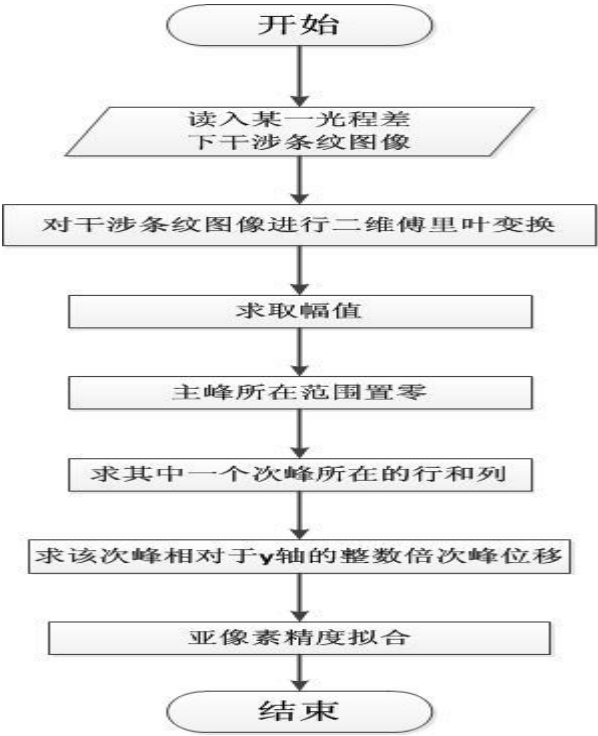 开始
读入某一光程差
下干涉条纹图像
对干涉条纹图像进行二维傅里叶变换
求取幅值
主峰所在范围置零
求其中一个次峰所在的行和列
求该次峰相对于y轴的整数倍次峰位移
亚像素精度拟合
结束